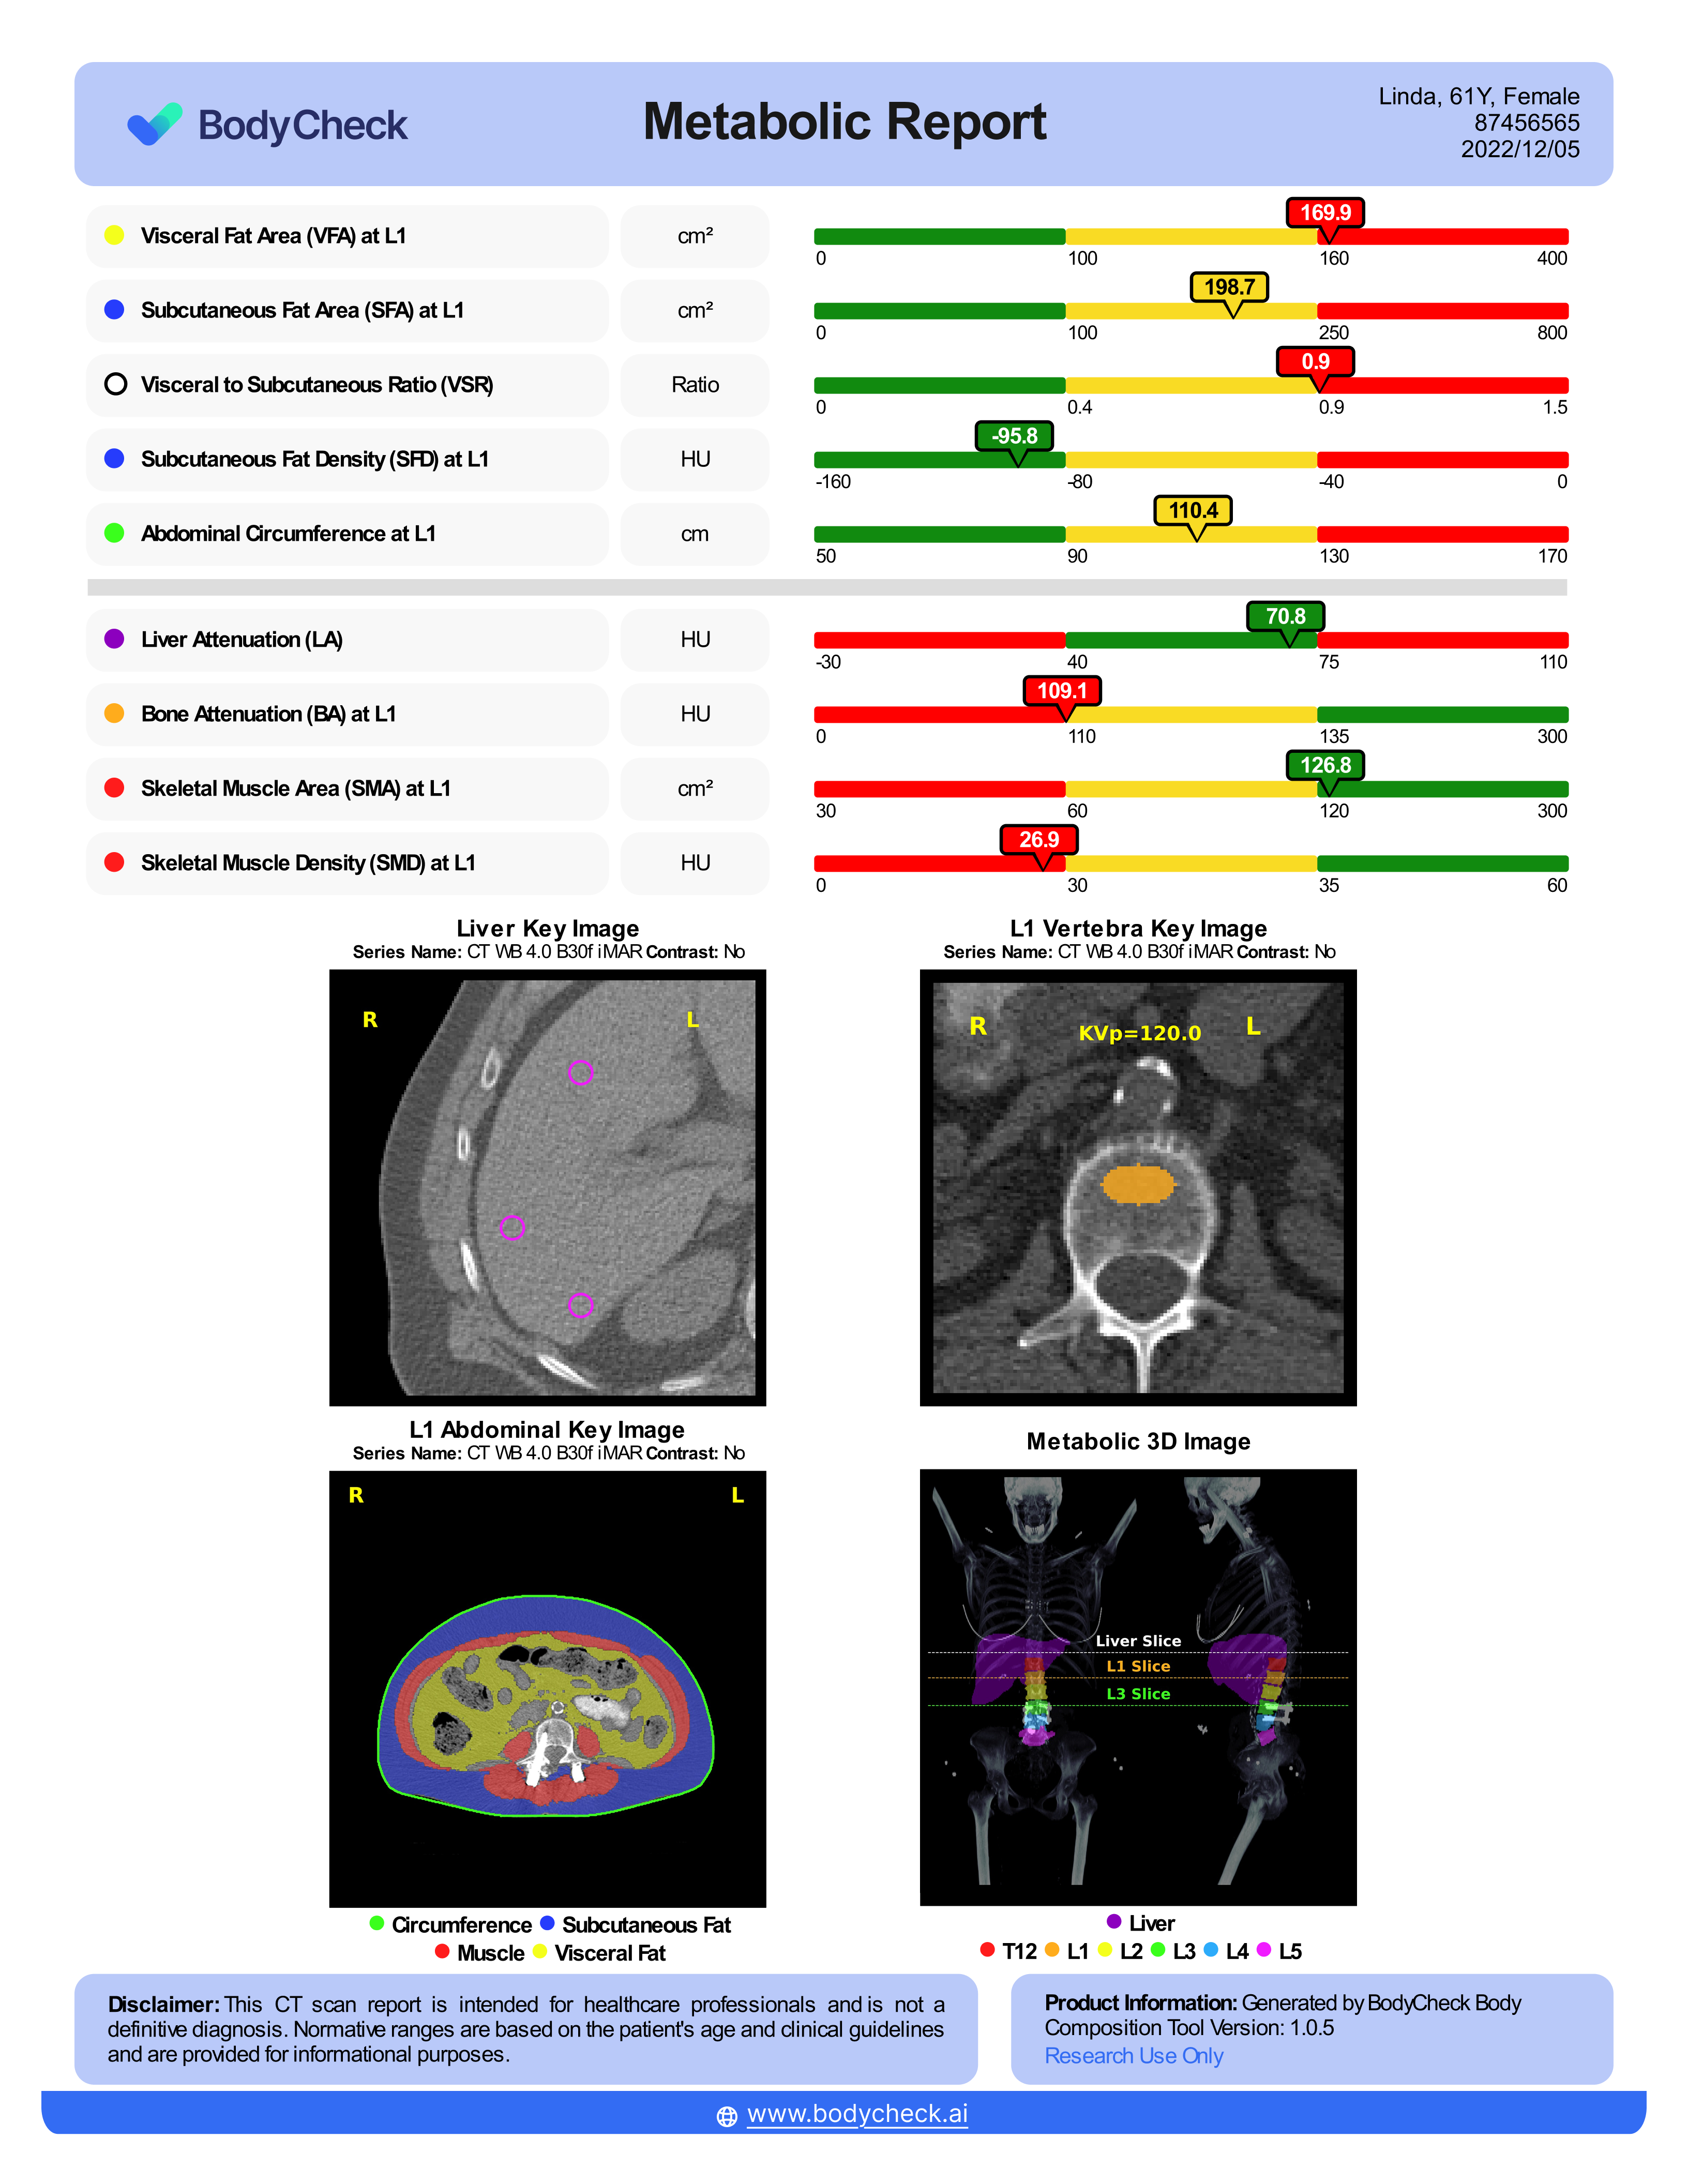 BodyCheck
Metabolic Report
Linda, 61Y, Female
87456565
2022/12/05
Visceral Fat Area (VFA) at L1 cm² 169.9
0 100 160 400
Subcutaneous Fat Area (SFA) at L1 cm² 198.7
0 100 250 800
Visceral to Subcutaneous Ratio (VSR) Ratio 0.9
0 0.4 0.9 1.5
Subcutaneous Fat Density (SFD) at L1 HU -95.8
-160 -80 -40 0
Abdominal Circumference at L1 cm 110.4
50 90 130 170
Liver Attenuation (LA) HU 70.8
-30 40 75 110
Bone Attenuation (BA) at L1 HU 109.1
0 110 135 300
Skeletal Muscle Area (SMA) at L1 cm² 126.8
30 60 120 300
Skeletal Muscle Density (SMD) at L1 HU 26.9
0 30 35 60
Liver Key Image
Series Name: CT WB 4.0 B30f iMAR Contrast: No
R L
L1 Vertebra Key Image
Series Name: CT WB 4.0 B30f iMAR Contrast: No
R KVp=120.0 L
L1 Abdominal Key Image
Series Name: CT WB 4.0 B30f iMAR Contrast: No
R L
Circumference Subcutaneous Fat
Muscle Visceral Fat
Metabolic 3D Image
Liver Slice
L1 Slice
L3 Slice
Liver
T12 L1 L2 L3 L4 L5
Disclaimer: This CT scan report is intended for healthcare professionals and is not a
definitive diagnosis. Normative ranges are based on the patient's age and clinical guidelines
and are provided for informational purposes.
Product Information: Generated by BodyCheck Body
Composition Tool Version: 1.0.5
Research Use Only
www.bodycheck.ai